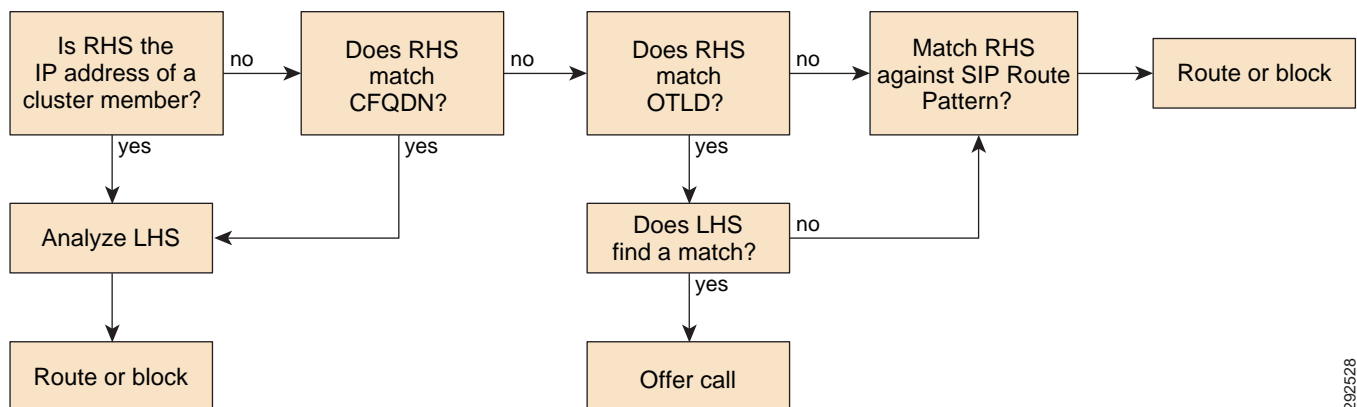 Is RHS the
IP address of a
cluster member?
no
Does RHS
match
CFQDN?
no
Does RHS
match
OTLD?
no
Match RHS
against SIP Route
Pattern?
Route or block
yes
yes
yes
Analyze LHS
Does LHS
find a match?
no
yes
Route or block
Offer call
292528